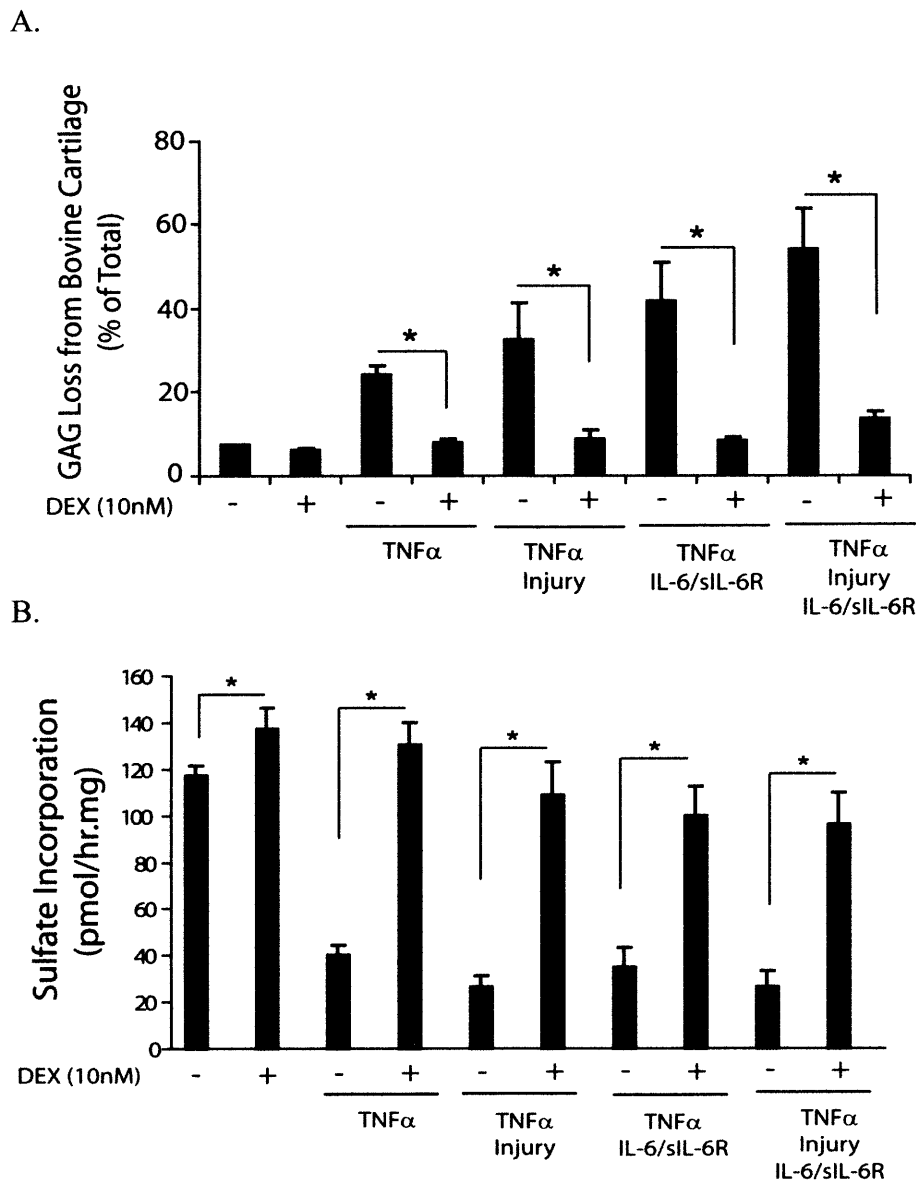 A.
GAG Loss from Bovine Cartilage
(% of Total)
80
60
40
20
0
* * * *
DEX (10nM) - + - + - + - + - +
TNFα TNFα TNFα TNFα
Injury IL-6/sIL-6R Injury
IL-6/sIL-6R
B.
Sulfate Incorporation
(pmol/hr.mg)
160
140
120
100
80
60
40
20
0
* * * * *
DEX (10nM) - + - + - + - + - +
TNFα TNFα TNFα TNFα
Injury IL-6/sIL-6R Injury
IL-6/sIL-6R